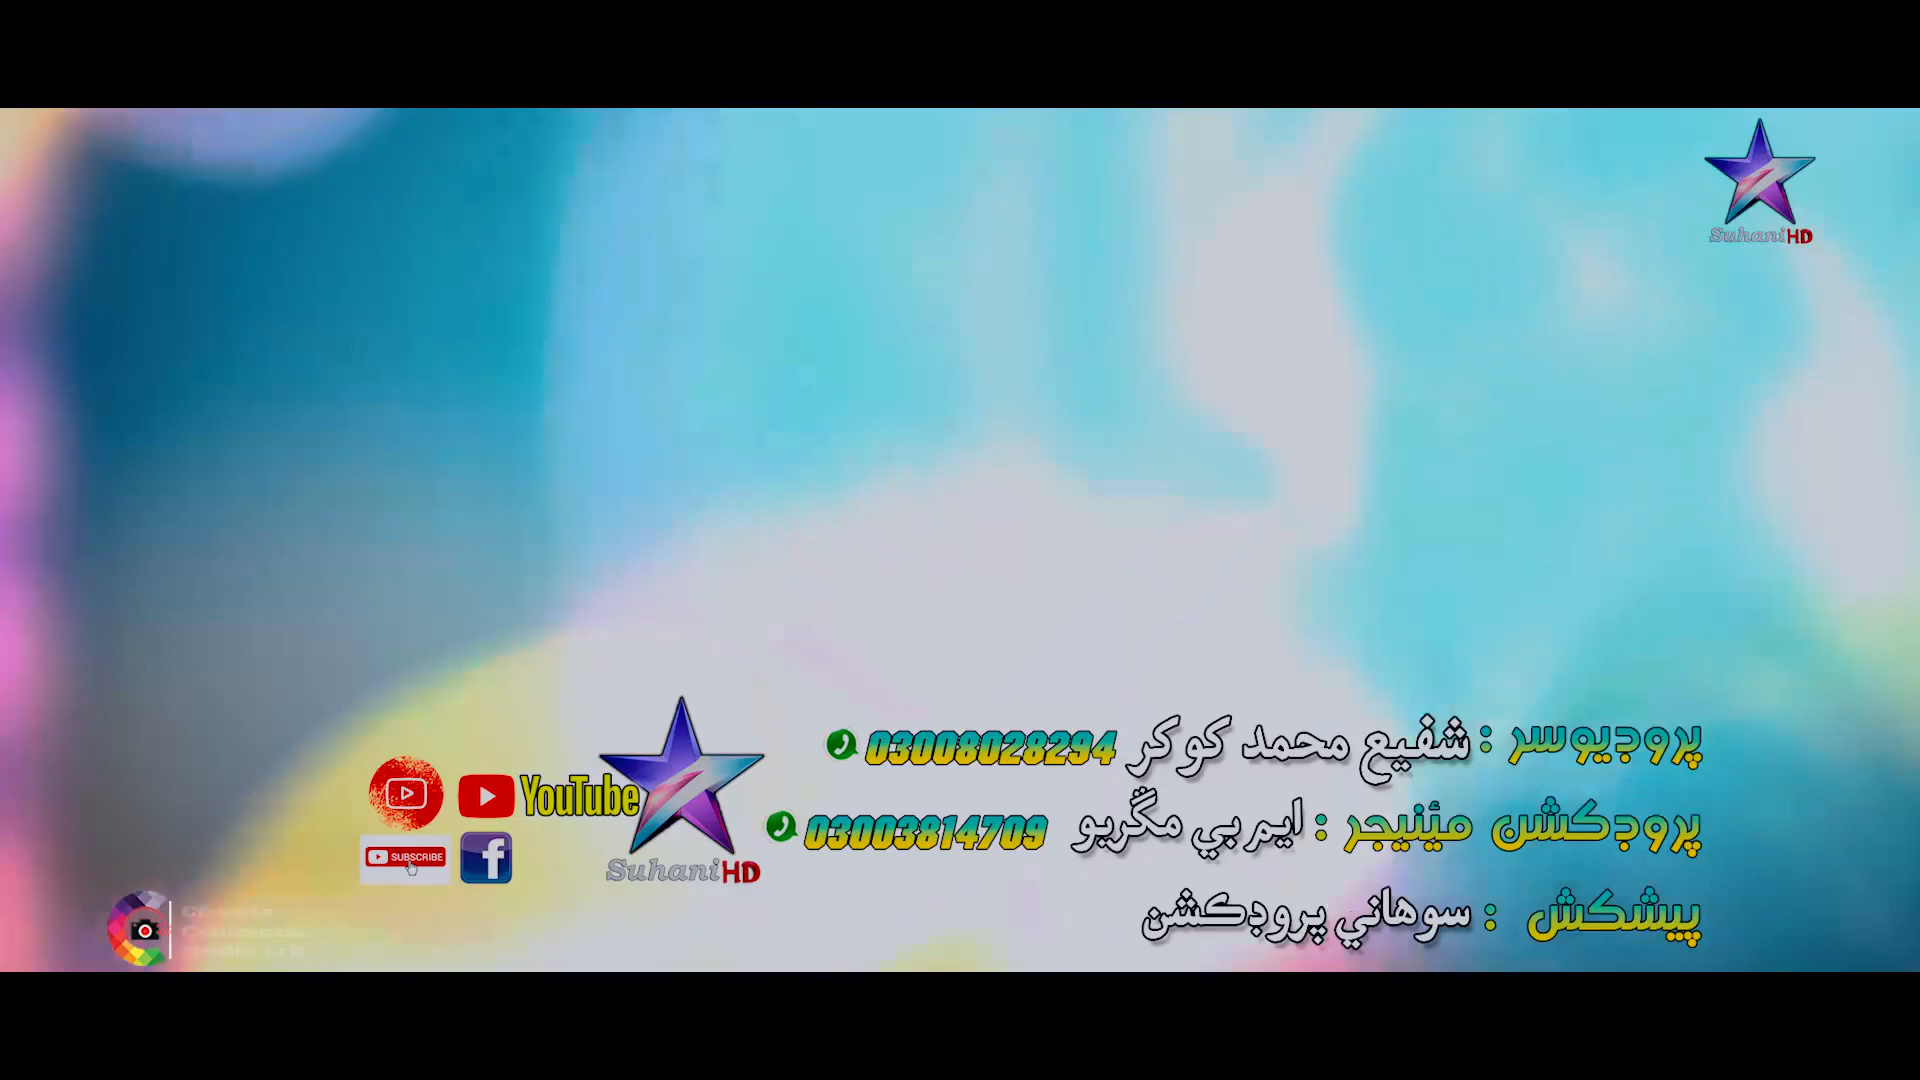 SuhaniHD
پروڊيوسر : شفيع محمد کوکر 03008028294
پروڊڪشن مئنيجر : ايم بي مگريو 03003814709
پيشڪش : سوهاني پروڊڪشن
YouTube
SUBSCRIBE
SuhaniHD